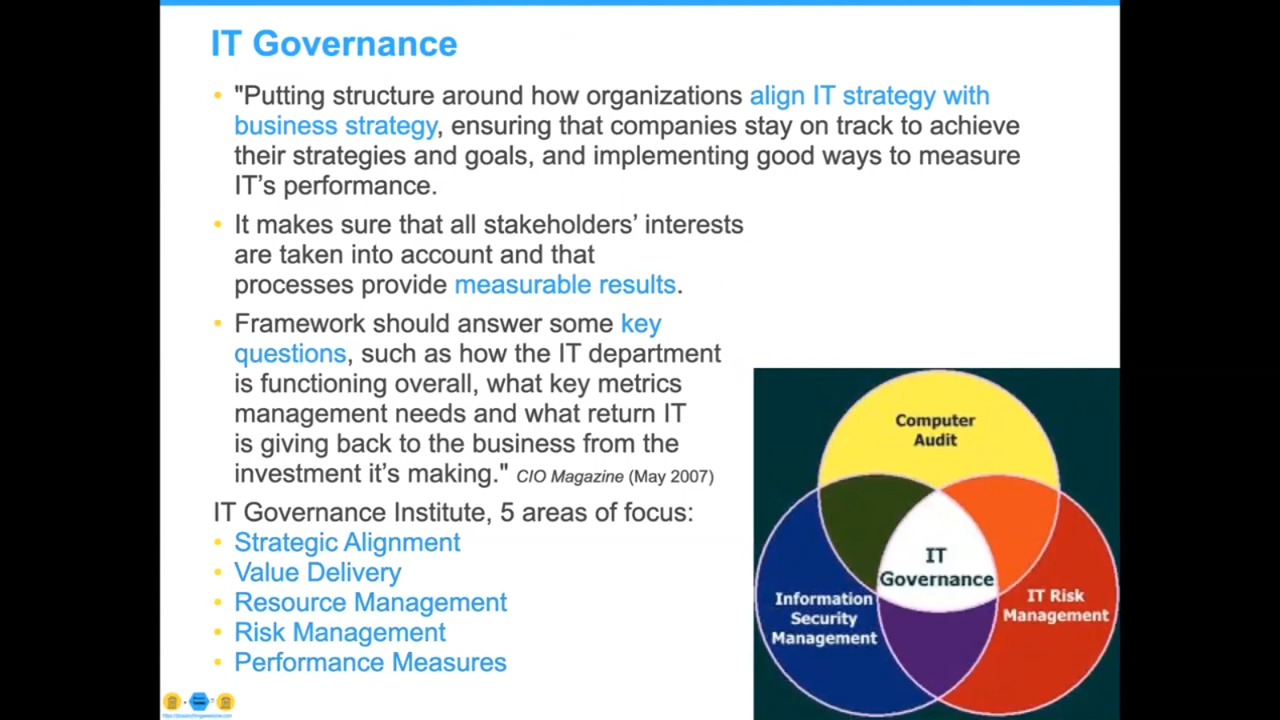 IT Governance
• "Putting structure around how organizations align IT strategy with
business strategy, ensuring that companies stay on track to achieve
their strategies and goals, and implementing good ways to measure
IT’s performance.
• It makes sure that all stakeholders’ interests
are taken into account and that
processes provide measurable results.
• Framework should answer some key
questions, such as how the IT department
is functioning overall, what key metrics
management needs and what return IT
is giving back to the business from the
investment it’s making." CIO Magazine (May 2007)
IT Governance Institute, 5 areas of focus:
• Strategic Alignment
• Value Delivery
• Resource Management
• Risk Management
• Performance Measures
Computer
Audit
IT
Governance
Information
Security
Management
IT Risk
Management